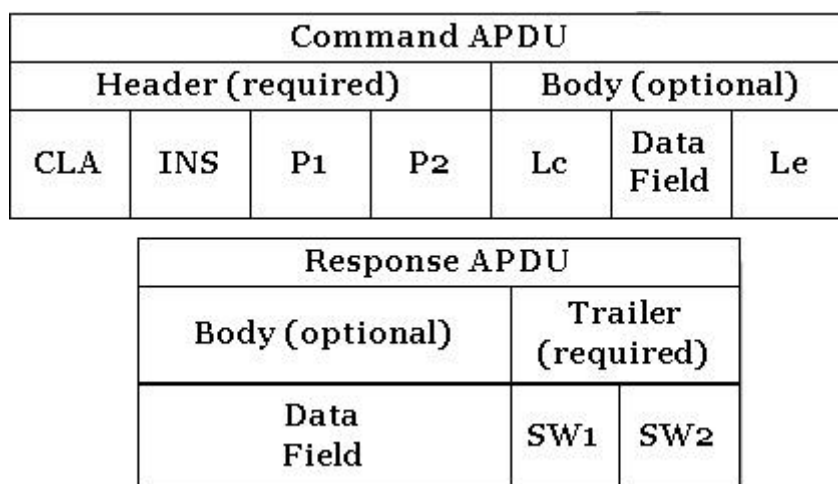 Command APDU
Header (required) Body (optional)
CLA INS P1 P2 Lc Data Field Le
Response APDU
Body (optional) Trailer (required)
Data Field SW1 SW2